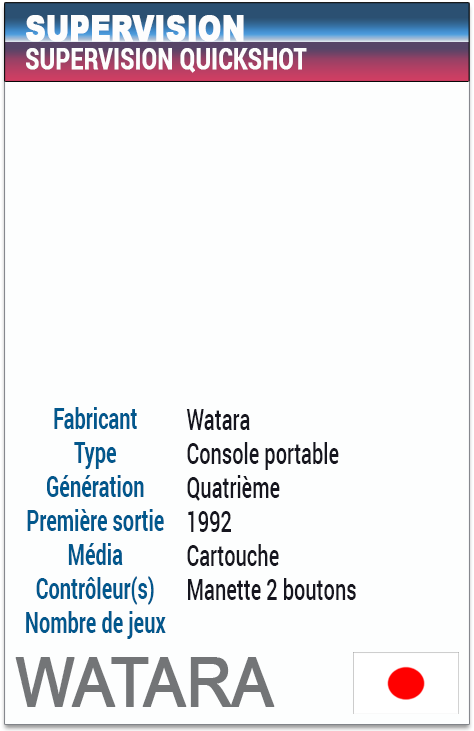 SUPERVISION
SUPERVISION QUICKSHOT
Fabricant Watara
Type Console portable
Génération Quatrième
Première sortie 1992
Média Cartouche
Contrôleur(s) Manette 2 boutons
Nombre de jeux
WATARA